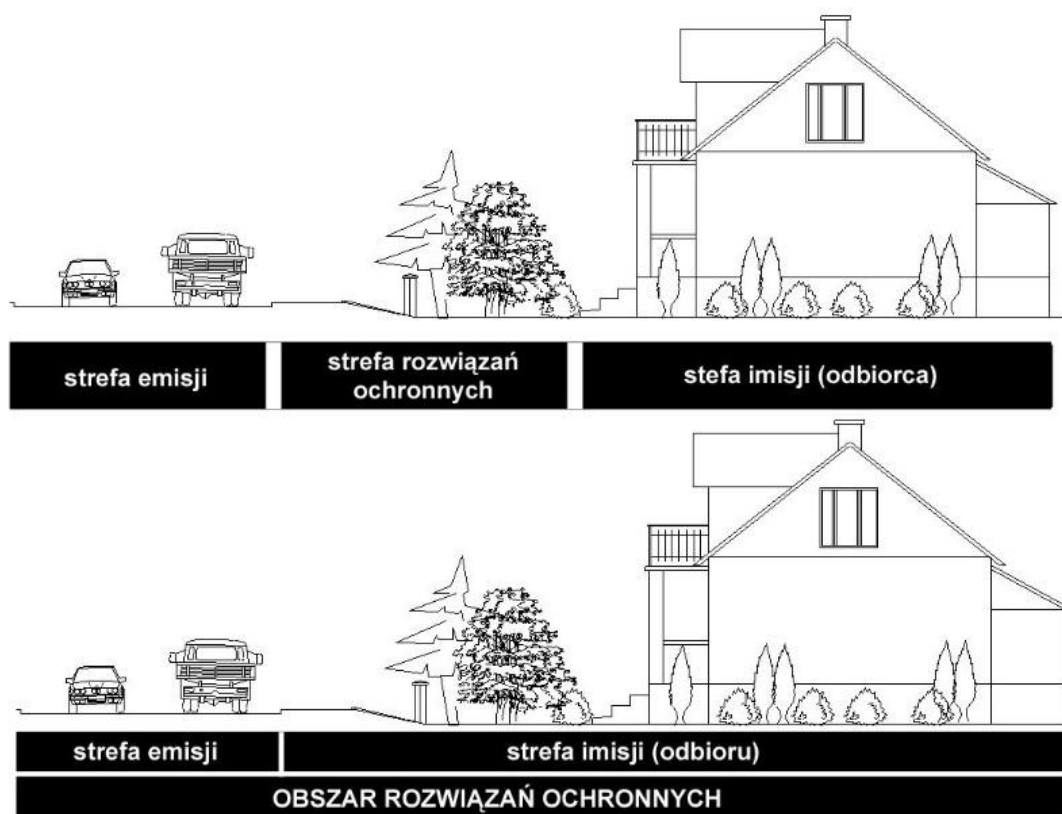 strefa emisji
strefa rozwiązań
ochronnych
stefa imisji (odbiorca)
strefa emisji
strefa imisji (odbioru)
OBSZAR ROZWIĄZAŃ OCHRONNYCH